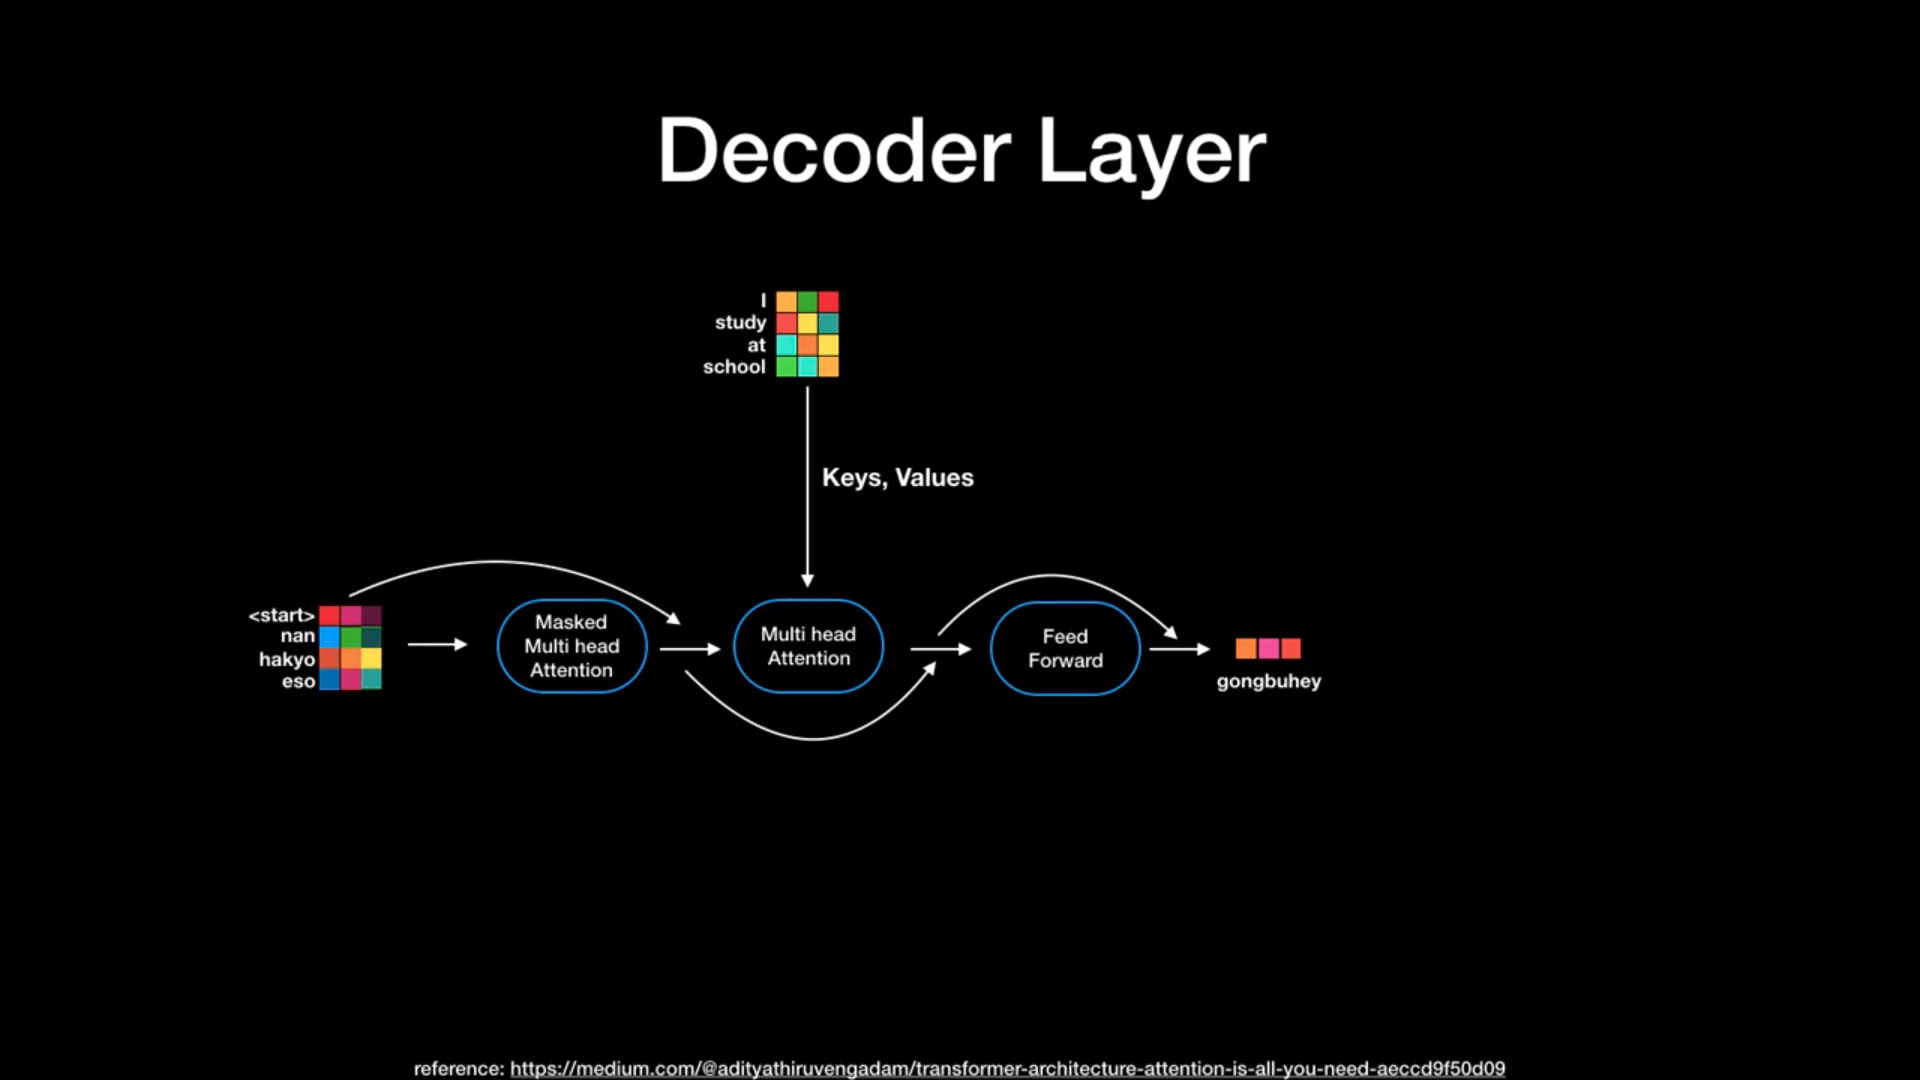 Decoder Layer
I
study
at
school
Keys, Values
<start>
nan
hakyo
eso
Masked
Multi head
Attention
Multi head
Attention
Feed
Forward
gongbuhey
reference: https://medium.com/@adityathiruvengadam/transformer-architecture-attention-is-all-you-need-aeccd9f50d09